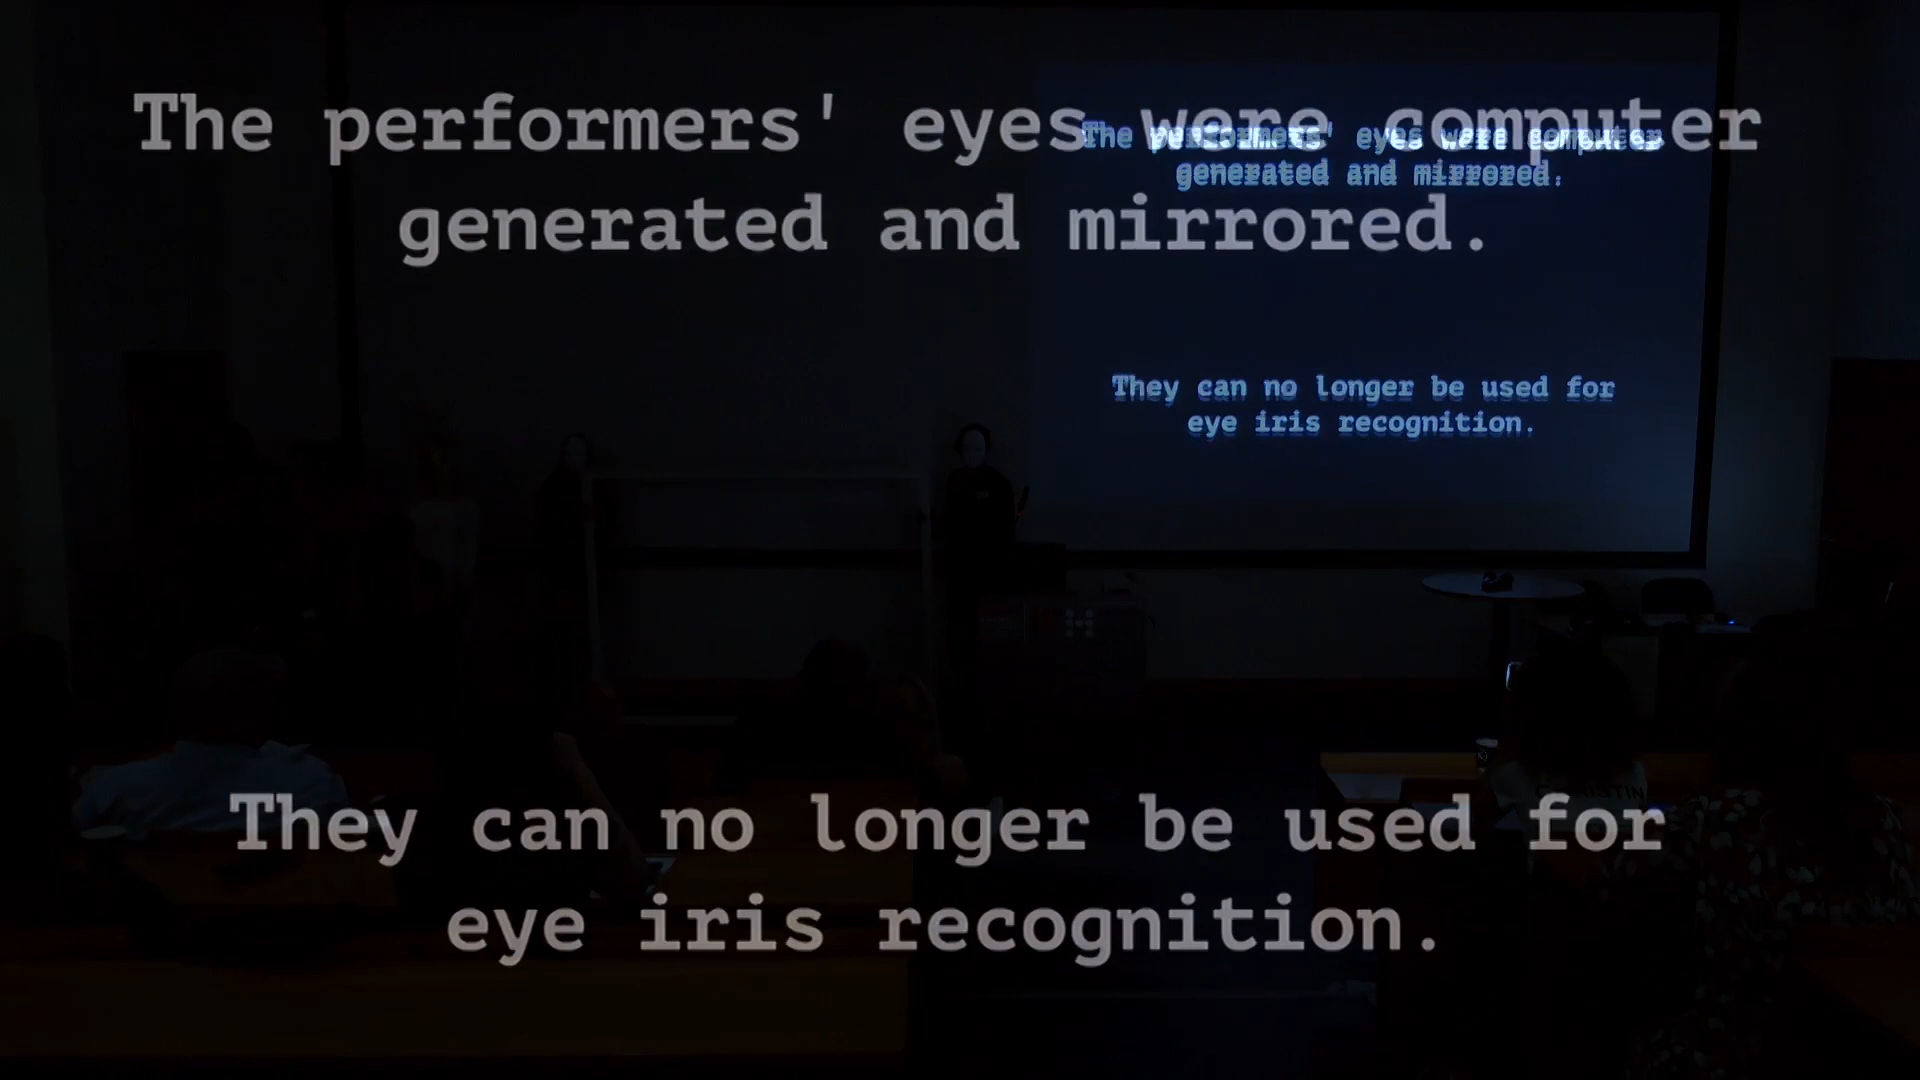 The performers' eyes were computer
generated and mirrored.
The performers' eyes were computer
generated and mirrored.
They can no longer be used for
eye iris recognition.
They can no longer be used for
eye iris recognition.